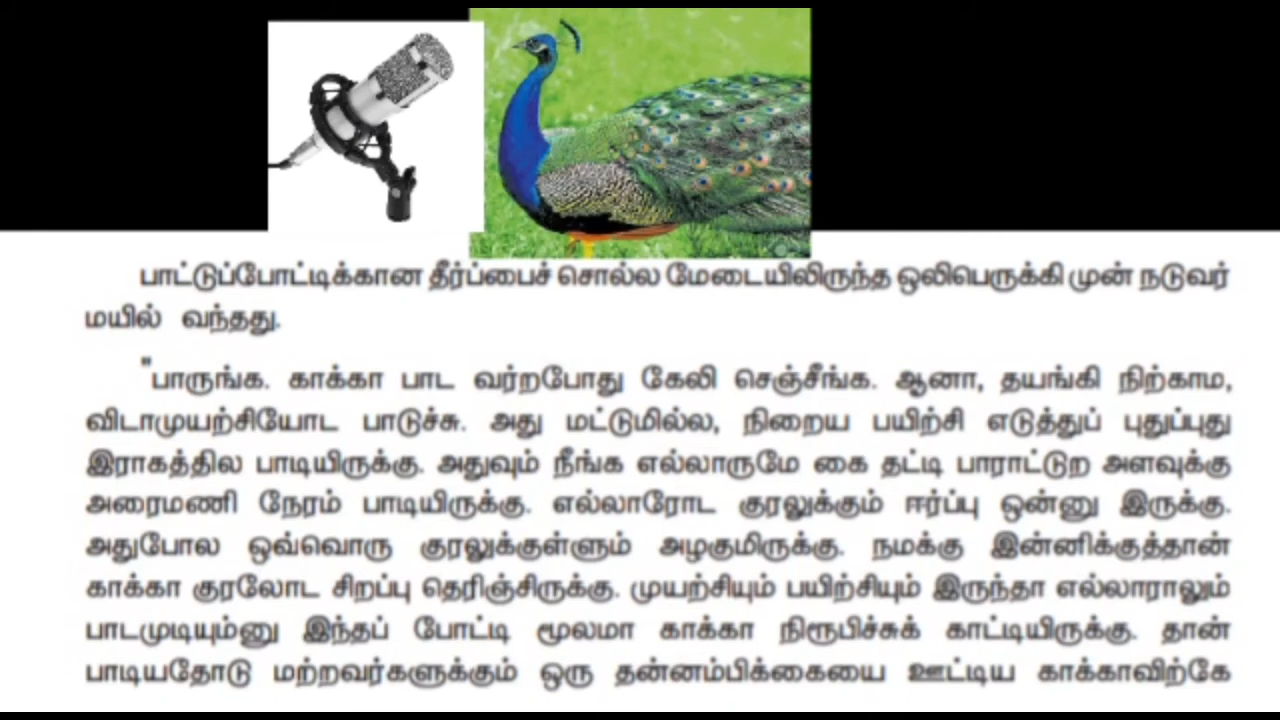 பாட்டுப்போட்டிக்கான தீர்ப்பைச் சொல்ல மேடையிலிருந்த ஒலிபெருக்கி முன் நடுவர்
மயில் வந்தது.
"பாருங்க. காக்கா பாட வர்றபோது கேலி செஞ்சீங்க. ஆனா, தயங்கி நிற்காம,
விடாமுயற்சியோட பாடுச்சு. அது மட்டுமில்ல, நிறைய பயிற்சி எடுத்துப் புதுப்புது
இராகத்தில பாடியிருக்கு. அதுவும் நீங்க எல்லாருமே கை தட்டி பாராட்டுற அளவுக்கு
அரைமணி நேரம் பாடியிருக்கு. எல்லாரோட குரலுக்கும் ஈர்ப்பு ஒன்னு இருக்கு.
அதுபோல ஒவ்வொரு குரலுக்குள்ளும் அழகுமிருக்கு. நமக்கு இன்னிக்குத்தான்
காக்கா குரலோட சிறப்பு தெரிஞ்சிருக்கு. முயற்சியும் பயிற்சியும் இருந்தா எல்லாராலும்
பாடமுடியும்னு இந்தப் போட்டி மூலமா காக்கா நிரூபிச்சுக் காட்டியிருக்கு. தான்
பாடியதோடு மற்றவர்களுக்கும் ஒரு தன்னம்பிக்கையை ஊட்டிய காக்காவிற்கே